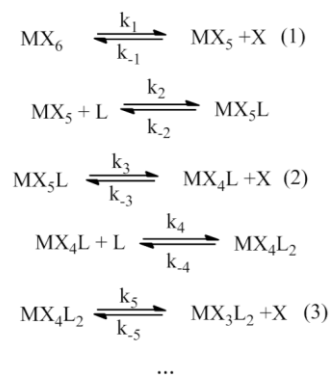 MX₆ k₁ ⇌ k₋₁ MX₅ +X (1)
MX₅ + L k₂ ⇌ k₋₂ MX₅L
MX₅L k₃ ⇌ k₋₃ MX₄L +X (2)
MX₄L + L k₄ ⇌ k₋₄ MX₄L₂
MX₄L₂ k₅ ⇌ k₋₅ MX₃L₂ +X (3)
...